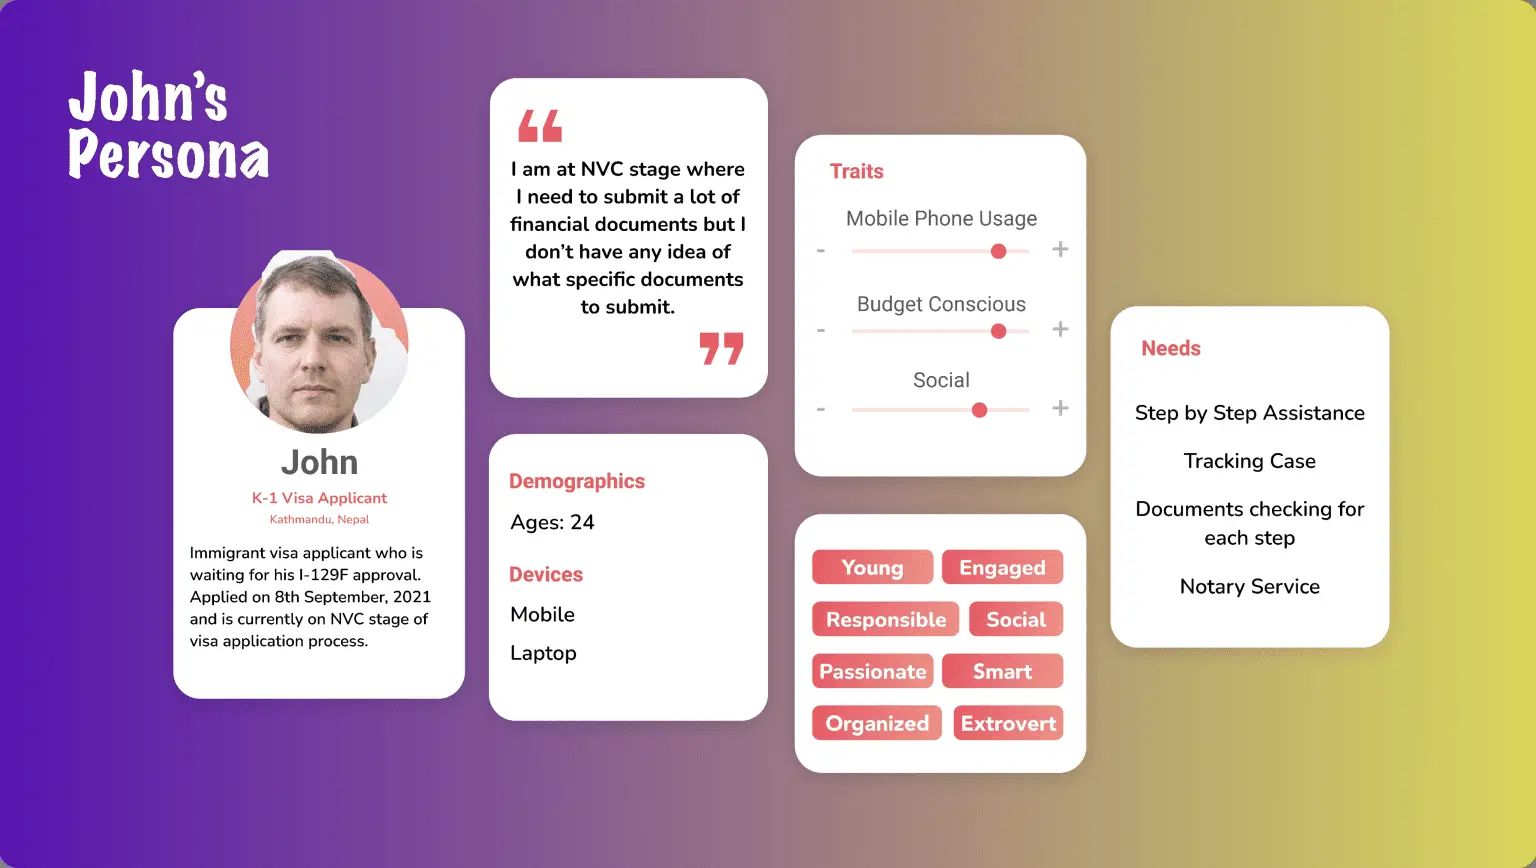 John's
Persona
John
K-1 Visa Applicant
Kathmandu, Nepal
Immigrant visa applicant who is
waiting for his I-129F approval.
Applied on 8th September, 2021
and is currently on NVC stage of
visa application process.
“
I am at NVC stage where
I need to submit a lot of
financial documents but I
don’t have any idea of
what specific documents
to submit.
”
Demographics
Ages: 24
Devices
Mobile
Laptop
Traits
Mobile Phone Usage
- +
Budget Conscious
- +
Social
- +
Young Engaged
Responsible Social
Passionate Smart
Organized Extrovert
Needs
Step by Step Assistance
Tracking Case
Documents checking for
each step
Notary Service